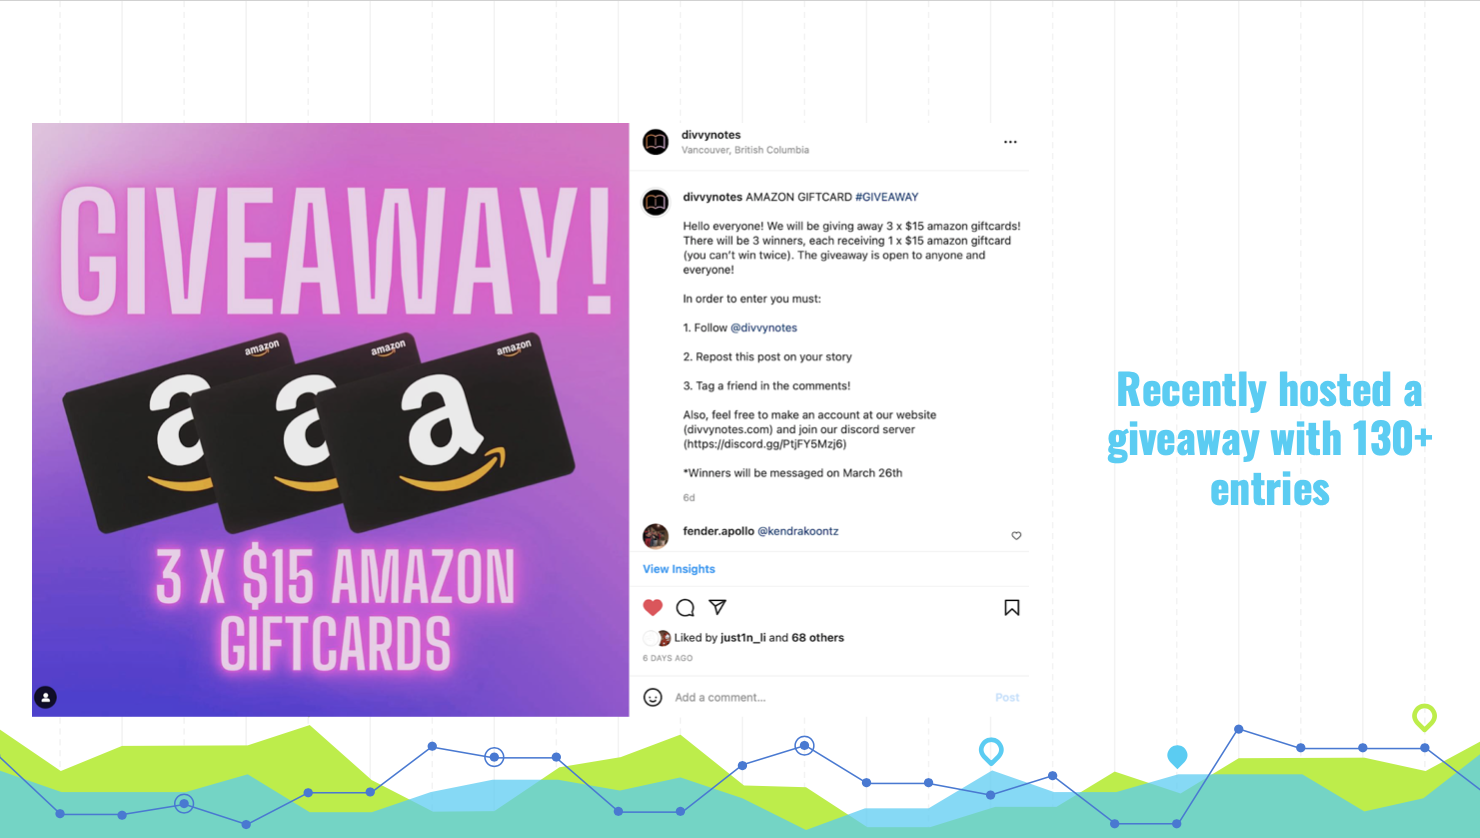 GIVEAWAY!
amazon
amazon
amazon
a
a
a
3 X $15 AMAZON
GIFTCARDS
divvynotes
Vancouver, British Columbia
divvynotes AMAZON GIFTCARD #GIVEAWAY
Hello everyone! We will be giving away 3 x $15 amazon giftcards!
There will be 3 winners, each receiving 1 x $15 amazon giftcard
(you can't win twice). The giveaway is open to anyone and
everyone!
In order to enter you must:
1. Follow @divvynotes
2. Repost this post on your story
3. Tag a friend in the comments!
Also, feel free to make an account at our website
(divvynotes.com) and join our discord server
(https://discord.gg/PtjFY5Mzj6)
*Winners will be messaged on March 26th
6d
fender.apollo @kendrakoontz
View Insights
Liked by just1n_li and 68 others
6 DAYS AGO
Add a comment...
Post
Recently hosted a
giveaway with 130+
entries